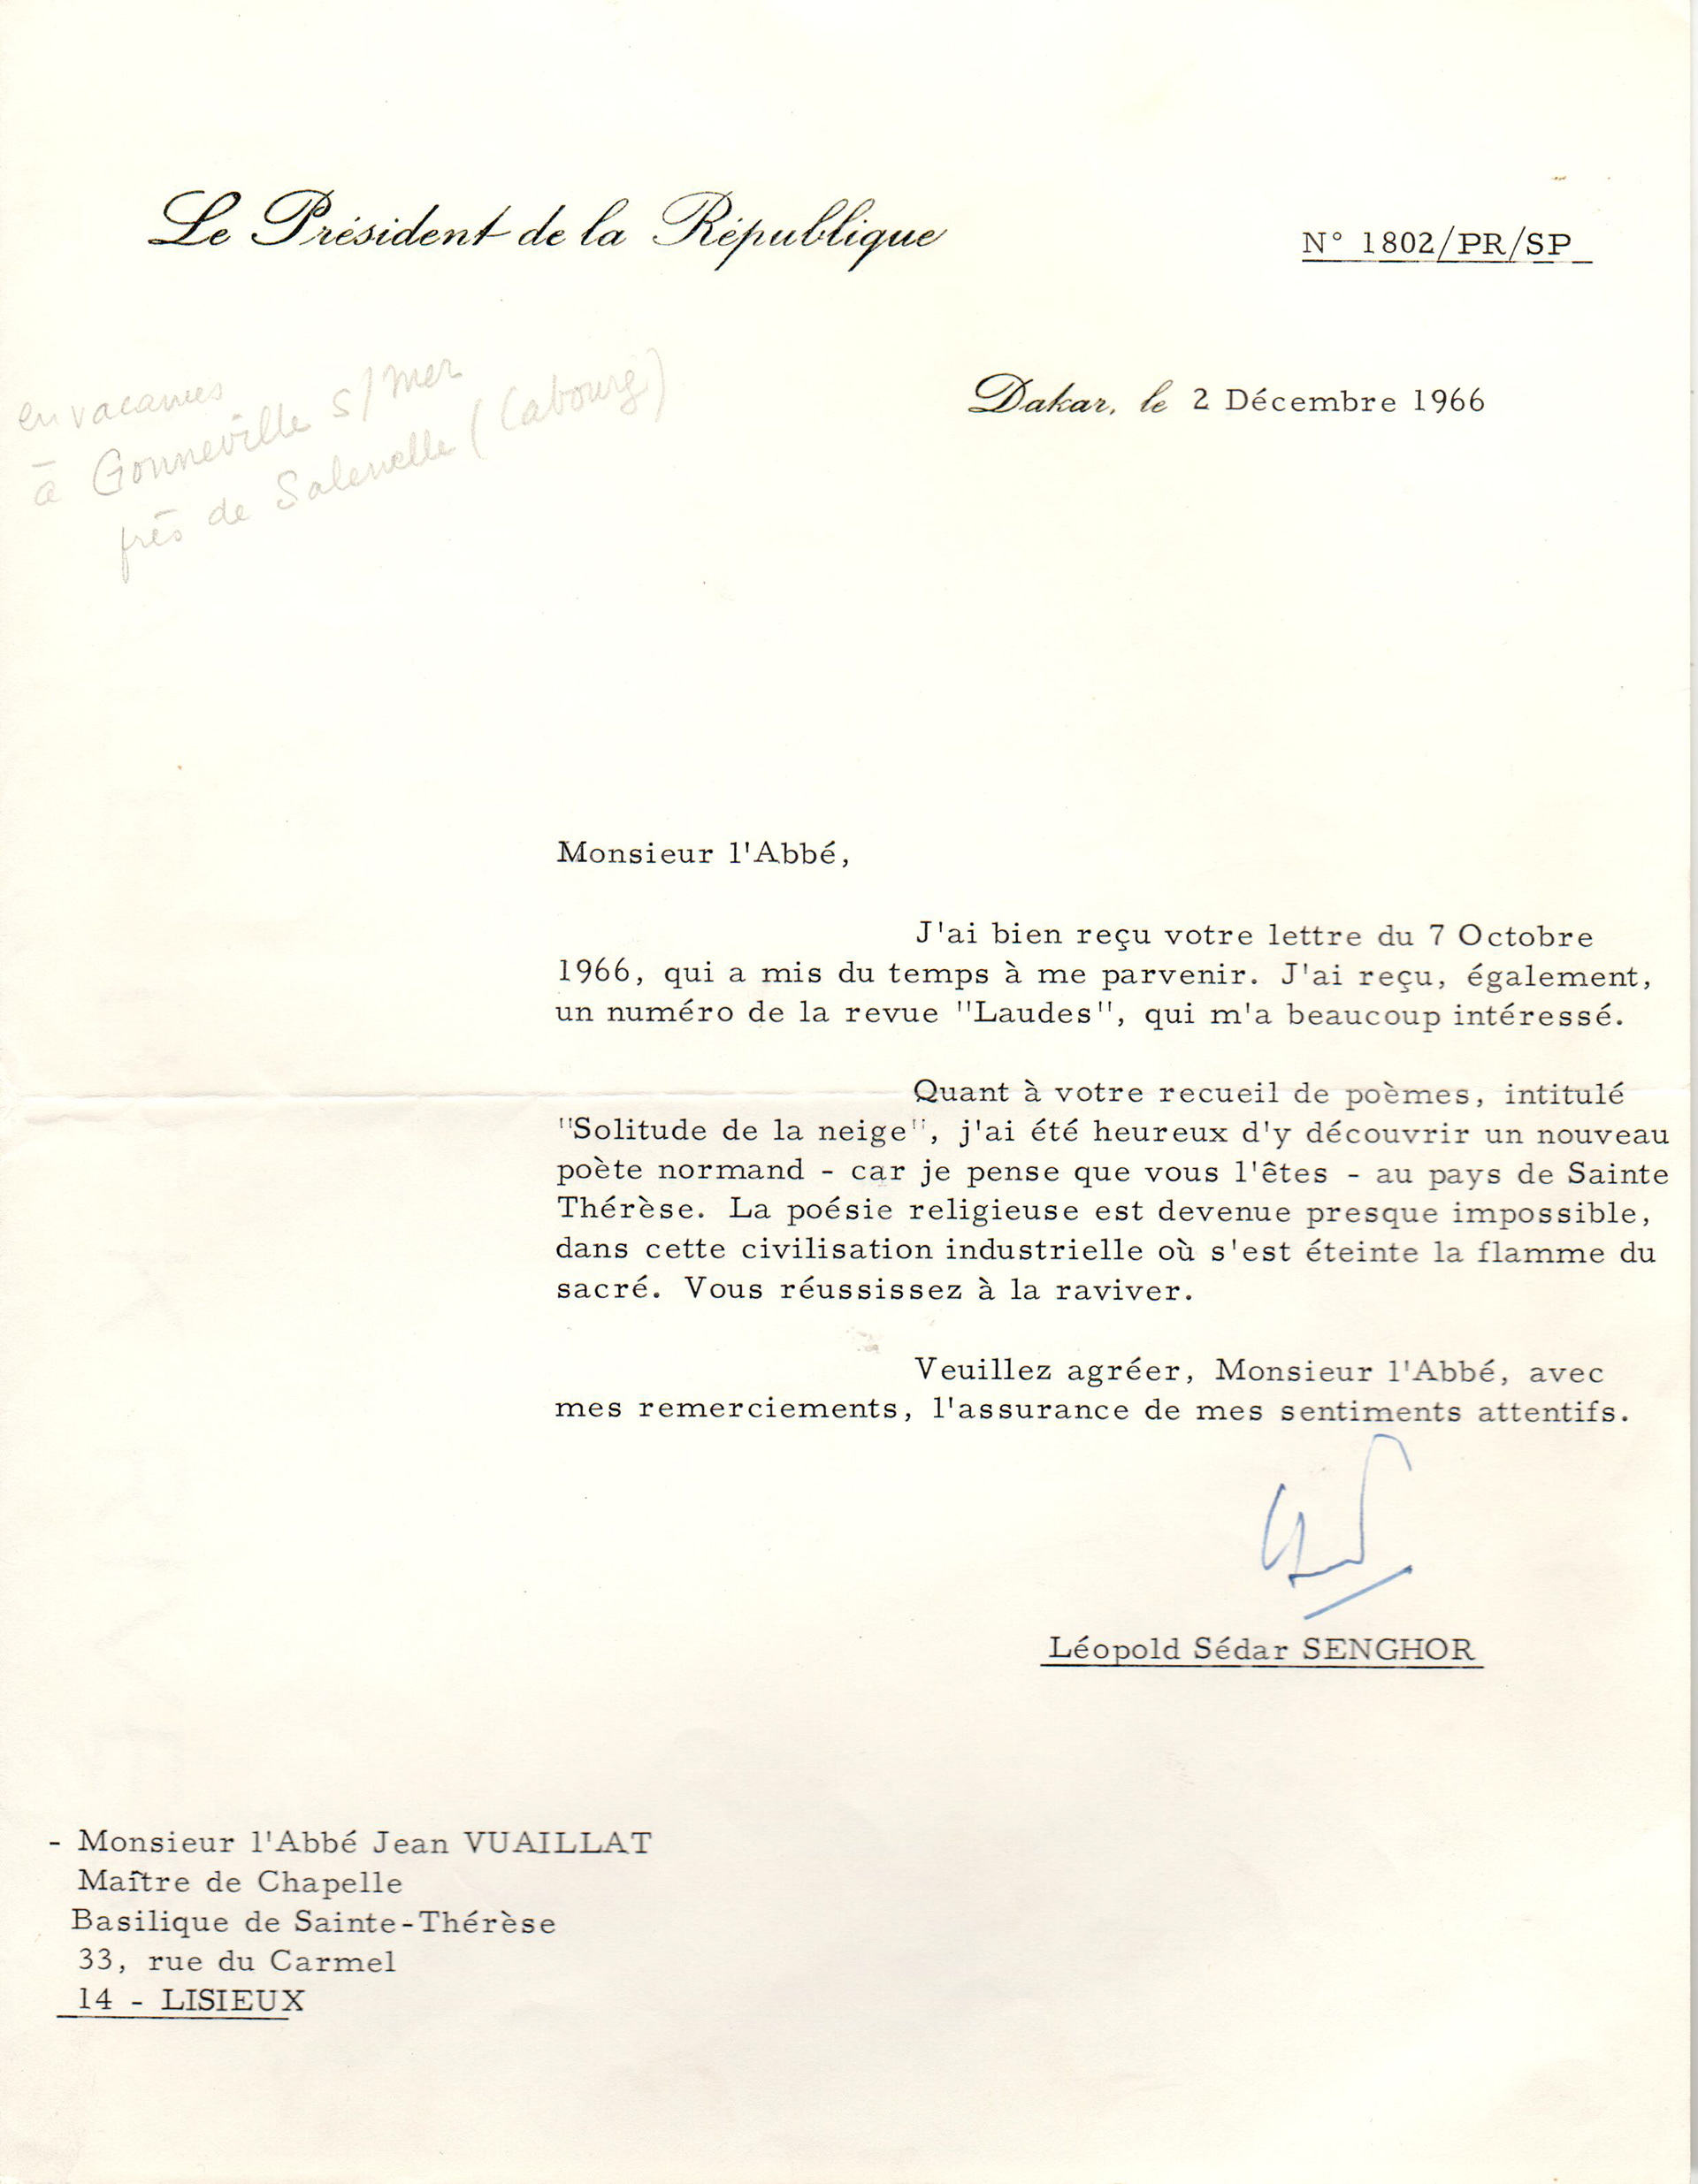 Le Président de la République
N° 1802/PR/SP
Dakar, le 2 Décembre 1966
en vacances
à Gonneville s/mer
près de Salenelle (Cabourg)
Monsieur l'Abbé,
J'ai bien reçu votre lettre du 7 Octobre
1966, qui a mis du temps à me parvenir. J'ai reçu, également,
un numéro de la revue "Laudes", qui m'a beaucoup intéressé.
Quant à votre recueil de poèmes, intitulé
"Solitude de la neige", j'ai été heureux d'y découvrir un nouveau
poète normand - car je pense que vous l'êtes - au pays de Sainte
Thérèse. La poésie religieuse est devenue presque impossible,
dans cette civilisation industrielle où s'est éteinte la flamme du
sacré. Vous réussissez à la raviver.
Veuillez agréer, Monsieur l'Abbé, avec
mes remerciements, l'assurance de mes sentiments attentifs.
Léopold Sédar SENGHOR
- Monsieur l'Abbé Jean VUAILLAT
Maître de Chapelle
Basilique de Sainte-Thérèse
33, rue du Carmel
14 - LISIEUX